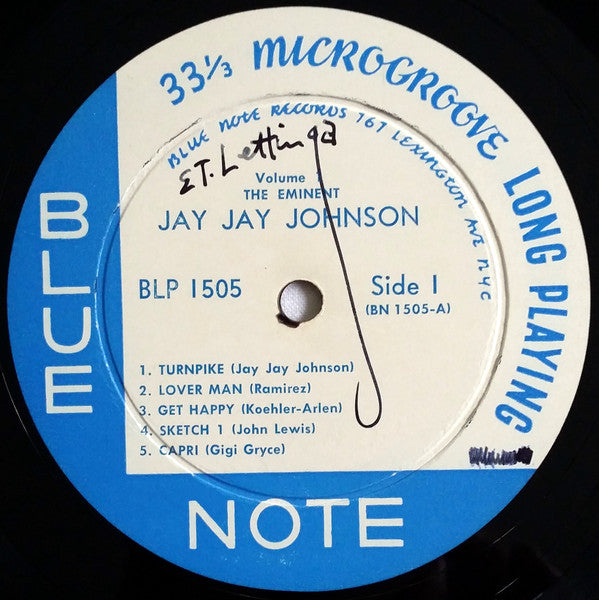 33⅓ MICROGROOVE LONG PLAYING
BLUE NOTE RECORDS 767 LEXINGTON AVE NYC
E.T. Lettinga
Volume
THE EMINENT
JAY JAY JOHNSON
BLP 1505
Side 1
(BN 1505-A)
1. TURNPIKE (Jay Jay Johnson)
2. LOVER MAN (Ramirez)
3. GET HAPPY (Koehler-Arlen)
4. SKETCH 1 (John Lewis)
5. CAPRI (Gigi Gryce)
BLUE
NOTE